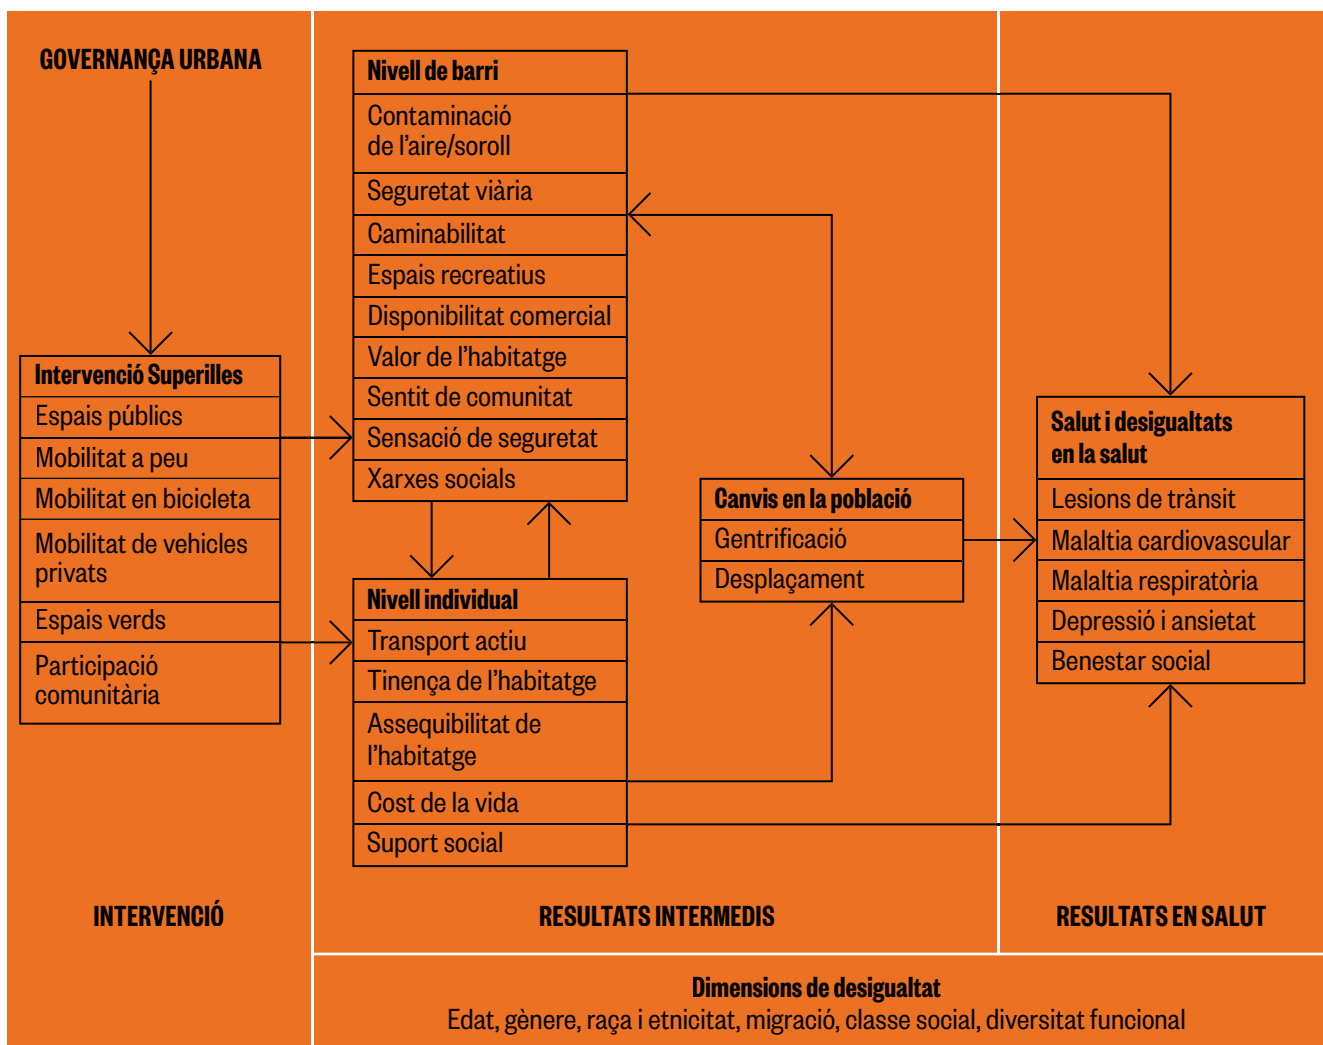 GOVERNANÇA URBANA
Intervenció Superilles
Espais públics
Mobilitat a peu
Mobilitat en bicicleta
Mobilitat de vehicles
privats
Espais verds
Participació
comunitària
INTERVENCIÓ
Nivell de barri
Contaminació
de l'aire/soroll
Seguretat viària
Caminabilitat
Espais recreatius
Disponibilitat comercial
Valor de l'habitatge
Sentit de comunitat
Sensació de seguretat
Xarxes socials
Nivell individual
Transport actiu
Tinença de l'habitatge
Assequibilitat de
l'habitatge
Cost de la vida
Suport social
Canvis en la població
Gentrificació
Desplaçament
RESULTATS INTERMEDIS
Salut i desigualtats
en la salut
Lesions de trànsit
Malaltia cardiovascular
Malaltia respiratòria
Depressió i ansietat
Benestar social
RESULTATS EN SALUT
Dimensions de desigualtat
Edat, gènere, raça i etnicitat, migració, classe social, diversitat funcional